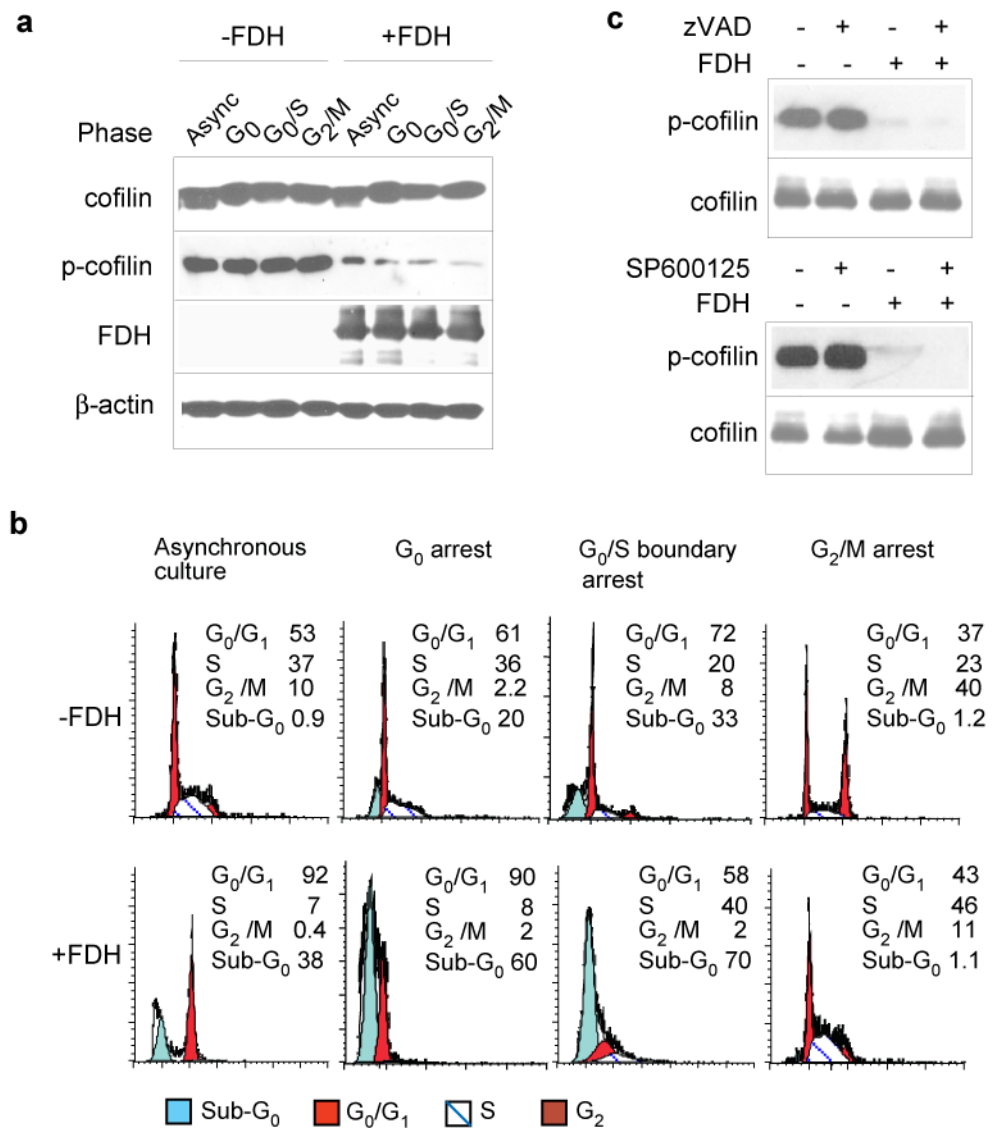 a
-FDH +FDH
Phase Async G0 G0/S G2/M Async G0 G0/S G2/M
cofilin
p-cofilin
FDH
β-actin
c
zVAD - + - +
FDH - - + +
p-cofilin
cofilin
SP600125 - + - +
FDH - - + +
p-cofilin
cofilin
b
Asynchronous culture
G0 arrest
G0/S boundary arrest
G2/M arrest
-FDH
G0/G1 53
S 37
G2/M 10
Sub-G0 0.9
G0/G1 61
S 36
G2/M 2.2
Sub-G0 20
G0/G1 72
S 20
G2/M 8
Sub-G0 33
G0/G1 37
S 23
G2/M 40
Sub-G0 1.2
+FDH
G0/G1 92
S 7
G2/M 0.4
Sub-G0 38
G0/G1 90
S 8
G2/M 2
Sub-G0 60
G0/G1 58
S 40
G2/M 2
Sub-G0 70
G0/G1 43
S 46
G2/M 11
Sub-G0 1.1
Sub-G0 G0/G1 S G2